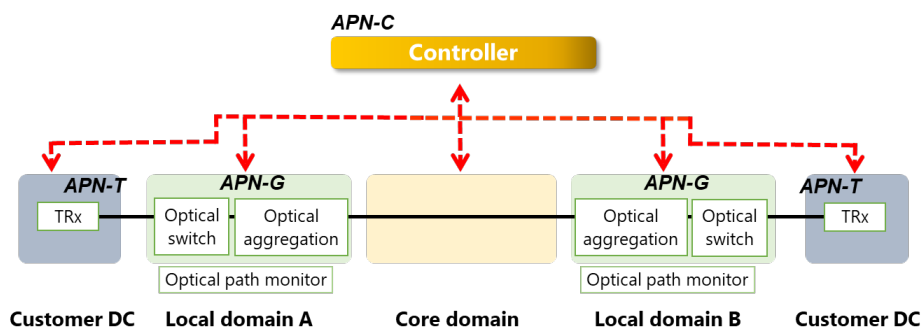 APN-C
Controller
APN-T
APN-G
APN-G
APN-T
TRx
Optical
switch
Optical
aggregation
Optical
aggregation
Optical
switch
TRx
Optical path monitor
Optical path monitor
Customer DC
Local domain A
Core domain
Local domain B
Customer DC